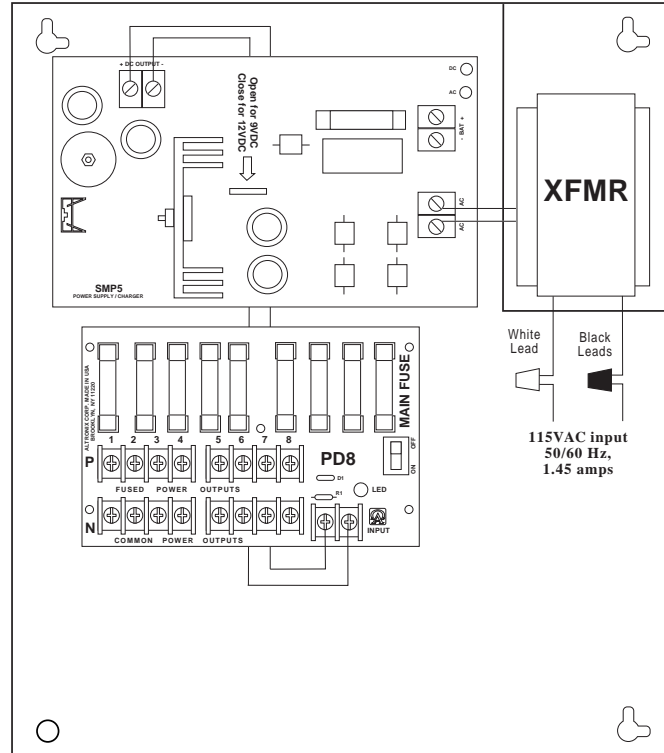 + DC OUTPUT -
Open for 9VDC
Close for 12VDC
DC
AC
- BAT +
AC
AC
XFMR
SMP5
POWER SUPPLY / CHARGER
White
Lead
Black
Leads
115VAC input
50/60 Hz,
1.45 amps
ALTRONIX CORP. MADE IN USA
BROOKLYN, NY 11220
MAIN FUSE
1 2 3 4 5 6 7 8
P
PD8
OFF
ON
D1
FUSED POWER OUTPUTS
R1
LED
N
COMMON POWER OUTPUTS
INPUT